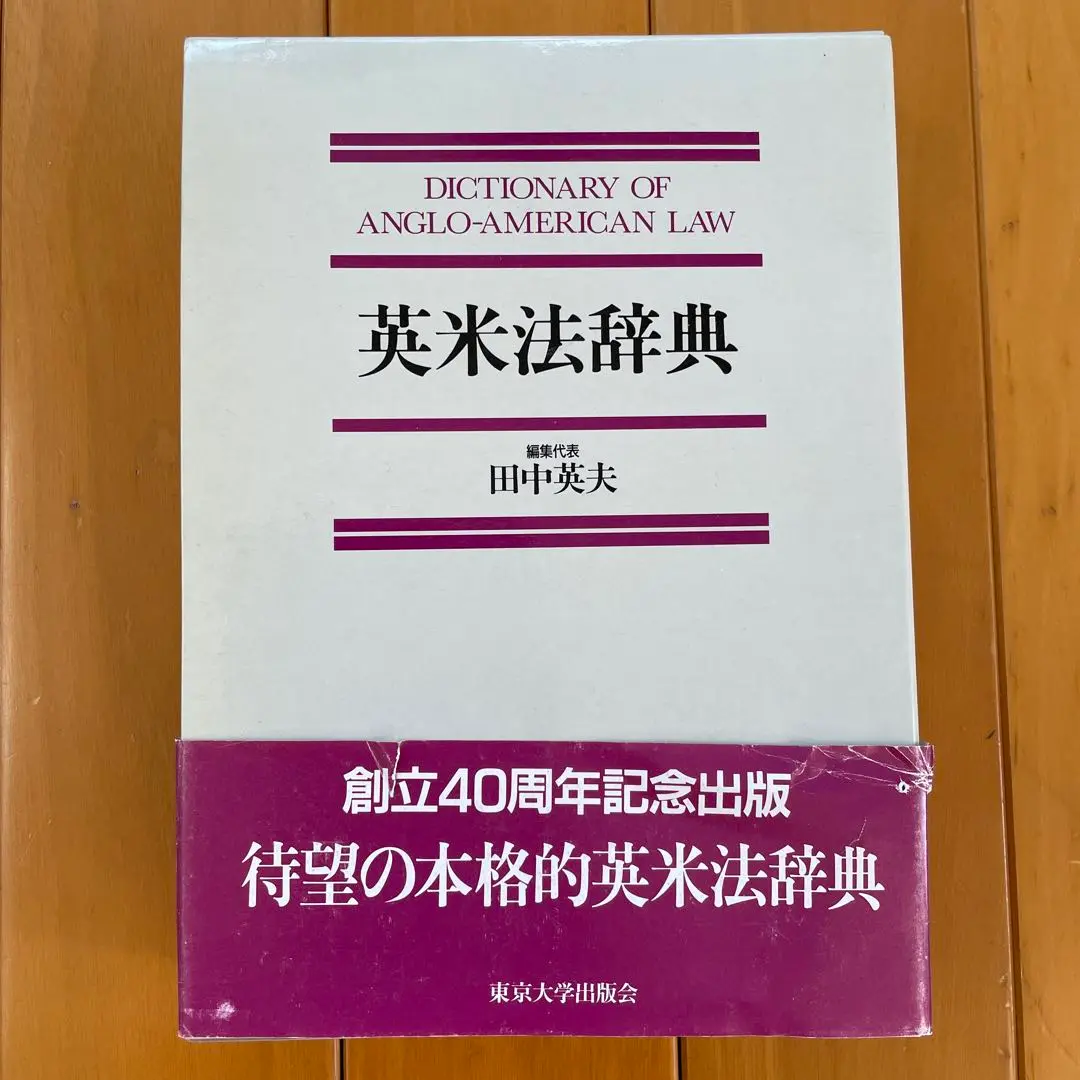 DICTIONARY OF
ANGLO-AMERICAN LAW
英米法辞典
編集代表
田中英夫
創立40周年記念出版
待望の本格的英米法辞典
東京大学出版会